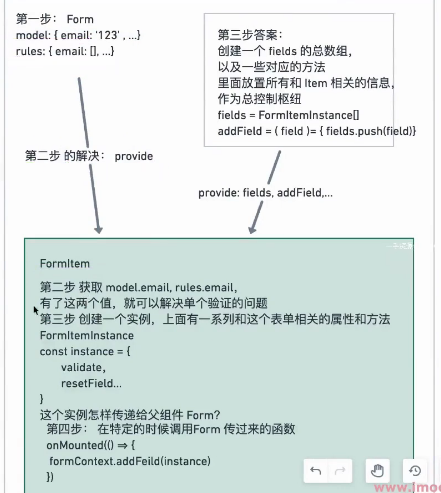 第一步： Form
model: { email: '123' , ...}
rules: { email: [], ...}
第三步答案：
创建一个 fields 的总数组，
以及一些对应的方法
里面放置所有和 Item 相关的信息，
作为总控制枢纽
fields = FormItemInstance[]
addField = ( field )= { fields.push(field)}
第二步 的解决： provide
provide: fields, addField,...
FormItem
第二步 获取 model.email, rules.email,
有了这两个值，就可以解决单个验证的问题
第三步 创建一个实例，上面有一系列和这个表单相关的属性和方法
FormItemInstance
const instance = {
validate,
resetField...
}
这个实例怎样传递给父组件 Form?
第四步： 在特定的时候调用Form 传过来的函数
onMounted(() => {
formContext.addFeild(instance)
})